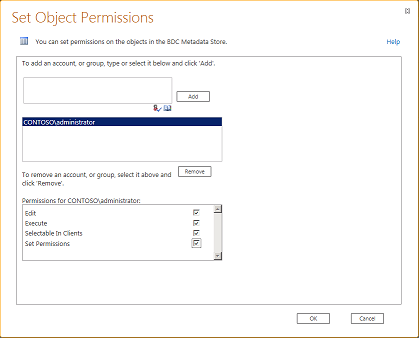 Set Object Permissions
You can set permissions on the objects in the BDC Metadata Store.
Help
To add an account, or group, type or select it below and click 'Add'.
Add
CONTOSO\administrator
To remove an account, or group, select it above and
click 'Remove'.
Remove
Permissions for CONTOSO\administrator:
Edit
Execute
Selectable In Clients
Set Permissions
OK
Cancel